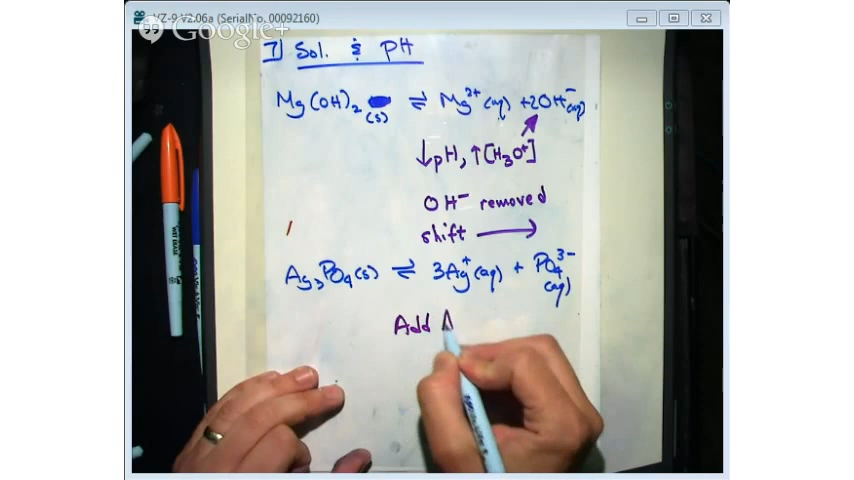 VZ-9 V2.06a (SerialNo. 00092160)
Google+
7) Sol. & pH
Mg(OH)₂ (s) ⇌ Mg²⁺(aq) + 2OH⁻(aq)
↓pH, ↑[H₃O⁺]
OH⁻ removed
shift →
Ag₃PO₄(s) ⇌ 3Ag⁺(aq) + PO₄³⁻(aq)
Add